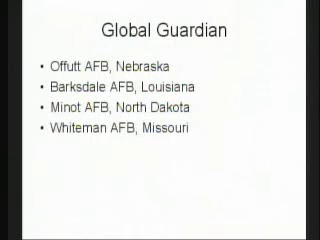 Global Guardian
• Offutt AFB, Nebraska
• Barksdale AFB, Louisiana
• Minot AFB, North Dakota
• Whiteman AFB, Missouri